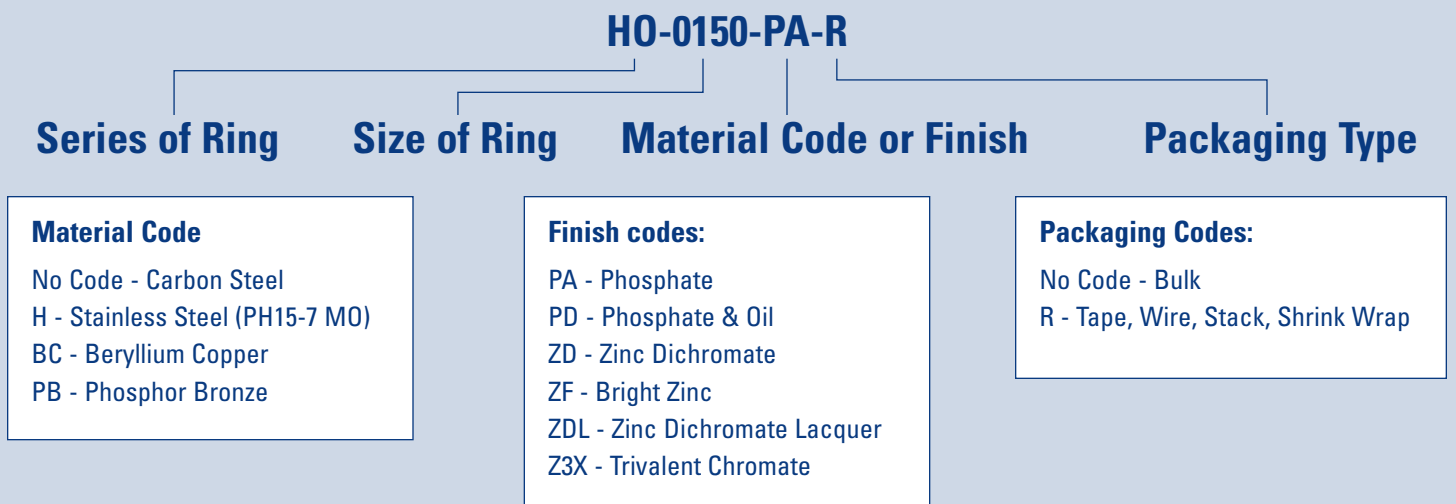 HO-0150-PA-R
Series of Ring
Size of Ring
Material Code or Finish
Packaging Type
Material Code
No Code - Carbon Steel
H - Stainless Steel (PH15-7 MO)
BC - Beryllium Copper
PB - Phosphor Bronze
Finish codes:
PA - Phosphate
PD - Phosphate & Oil
ZD - Zinc Dichromate
ZF - Bright Zinc
ZDL - Zinc Dichromate Lacquer
Z3X - Trivalent Chromate
Packaging Codes:
No Code - Bulk
R - Tape, Wire, Stack, Shrink Wrap